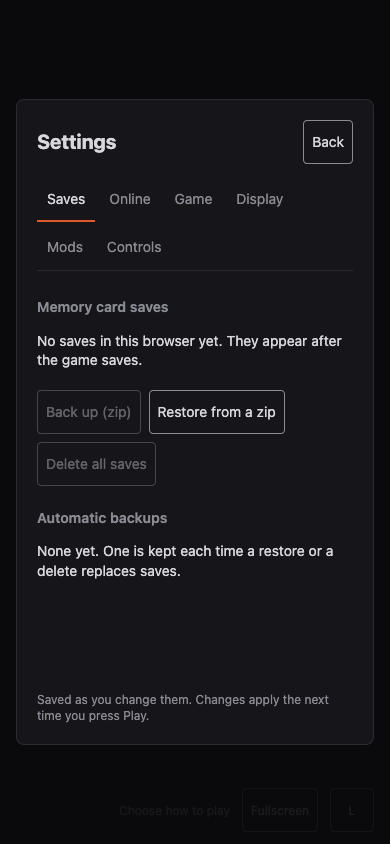 Settings
Back
Saves Online Game Display
Mods Controls
Memory card saves
No saves in this browser yet. They appear after
the game saves.
Back up (zip) Restore from a zip
Delete all saves
Automatic backups
None yet. One is kept each time a restore or a
delete replaces saves.
Saved as you change them. Changes apply the next
time you press Play.
Choose how to play Fullscreen L